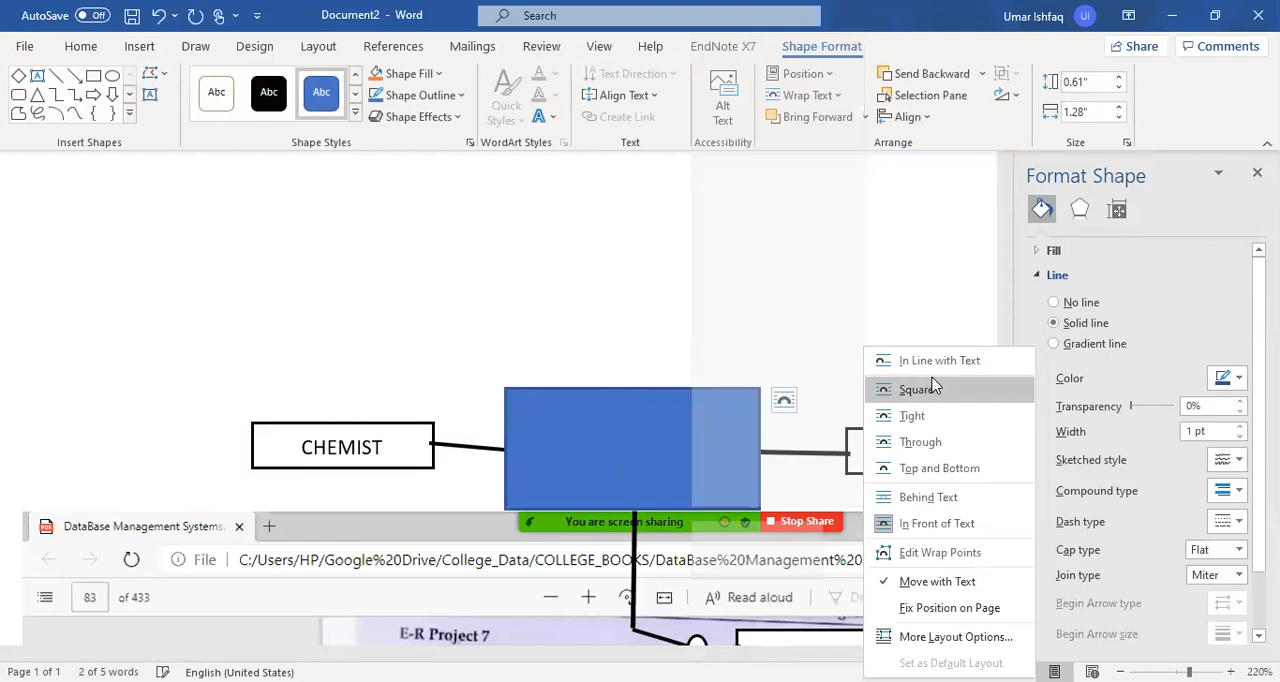 AutoSave Off Document2 - Word Search Umar Ishfaq UI
File Home Insert Draw Design Layout References Mailings Review View Help EndNote X7 Shape Format Share Comments
Abc Abc Abc
Shape Fill
Shape Outline
Shape Effects
Quick Styles
Text Direction
Align Text
Create Link
Alt Text
Position
Wrap Text
Bring Forward
Send Backward
Selection Pane
Align
0.61"
1.28"
Insert Shapes Shape Styles WordArt Styles Text Accessibility Arrange Size
Format Shape
Fill
Line
No line
Solid line
Gradient line
Color
Transparency 0%
Width 1 pt
Sketched style
Compound type
Dash type
Cap type Flat
Join type Miter
Begin Arrow type
Begin Arrow size
In Line with Text
Square
Tight
Through
Top and Bottom
Behind Text
In Front of Text
Edit Wrap Points
Move with Text
Fix Position on Page
More Layout Options...
Set as Default Layout
CHEMIST
You are screen sharing Stop Share
PDF DataBase Management Systems,
File C:/Users/HP/Google%20Drive/College_Data/COLLEGE_BOOKS/DataBase%20Management%20
83 of 433 Read aloud
E-R Project 7
Page 1 of 1 2 of 5 words English (United States) 220%